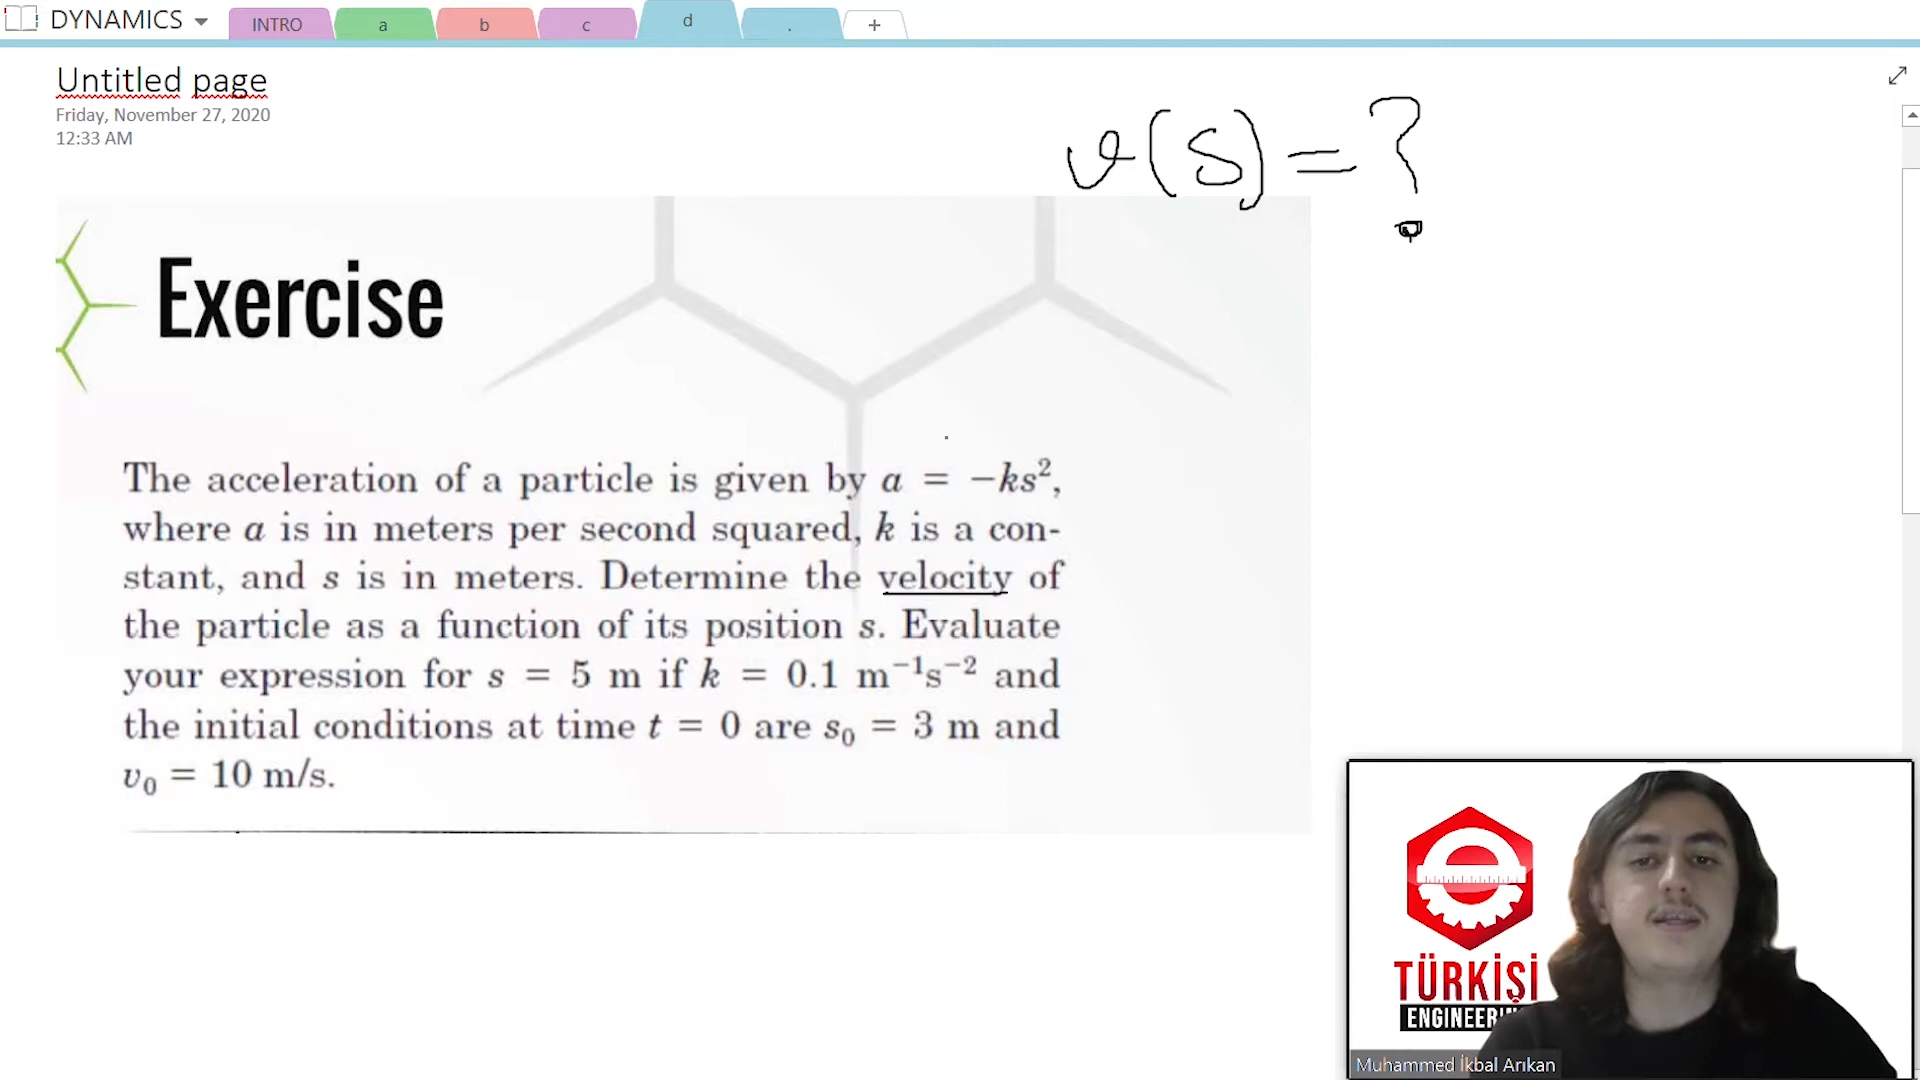 DYNAMICS
INTRO
a
b
c
d
.
+
Untitled page
Friday, November 27, 2020
12:33 AM
v(s)=?
Exercise
The acceleration of a particle is given by a = −ks²,
where a is in meters per second squared, k is a con-
stant, and s is in meters. Determine the velocity of
the particle as a function of its position s. Evaluate
your expression for s = 5 m if k = 0.1 m⁻¹s⁻² and
the initial conditions at time t = 0 are s₀ = 3 m and
v₀ = 10 m/s.
TÜRKİŞİ
ENGINEERIN
Muhammed İkbal Arıkan